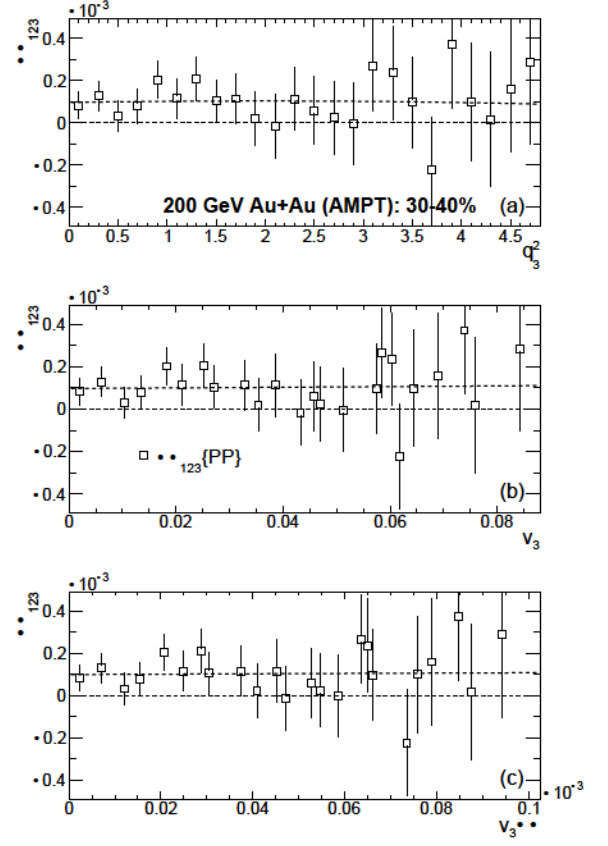 • 10⁻³
••₁₂₃
0.4
0.2
0
•0.2
•0.4
200 GeV Au+Au (AMPT): 30-40% (a)
0 0.5 1 1.5 2 2.5 3 3.5 4 4.5
q₃²
• 10⁻³
••₁₂₃
0.4
0.2
0
•0.2
•0.4
••₁₂₃{PP}
(b)
0 0.02 0.04 0.06 0.08
v₃
• 10⁻³
••₁₂₃
0.4
0.2
0
•0.2
•0.4
(c)
0 0.02 0.04 0.06 0.08 0.1
• 10⁻³
v₃••